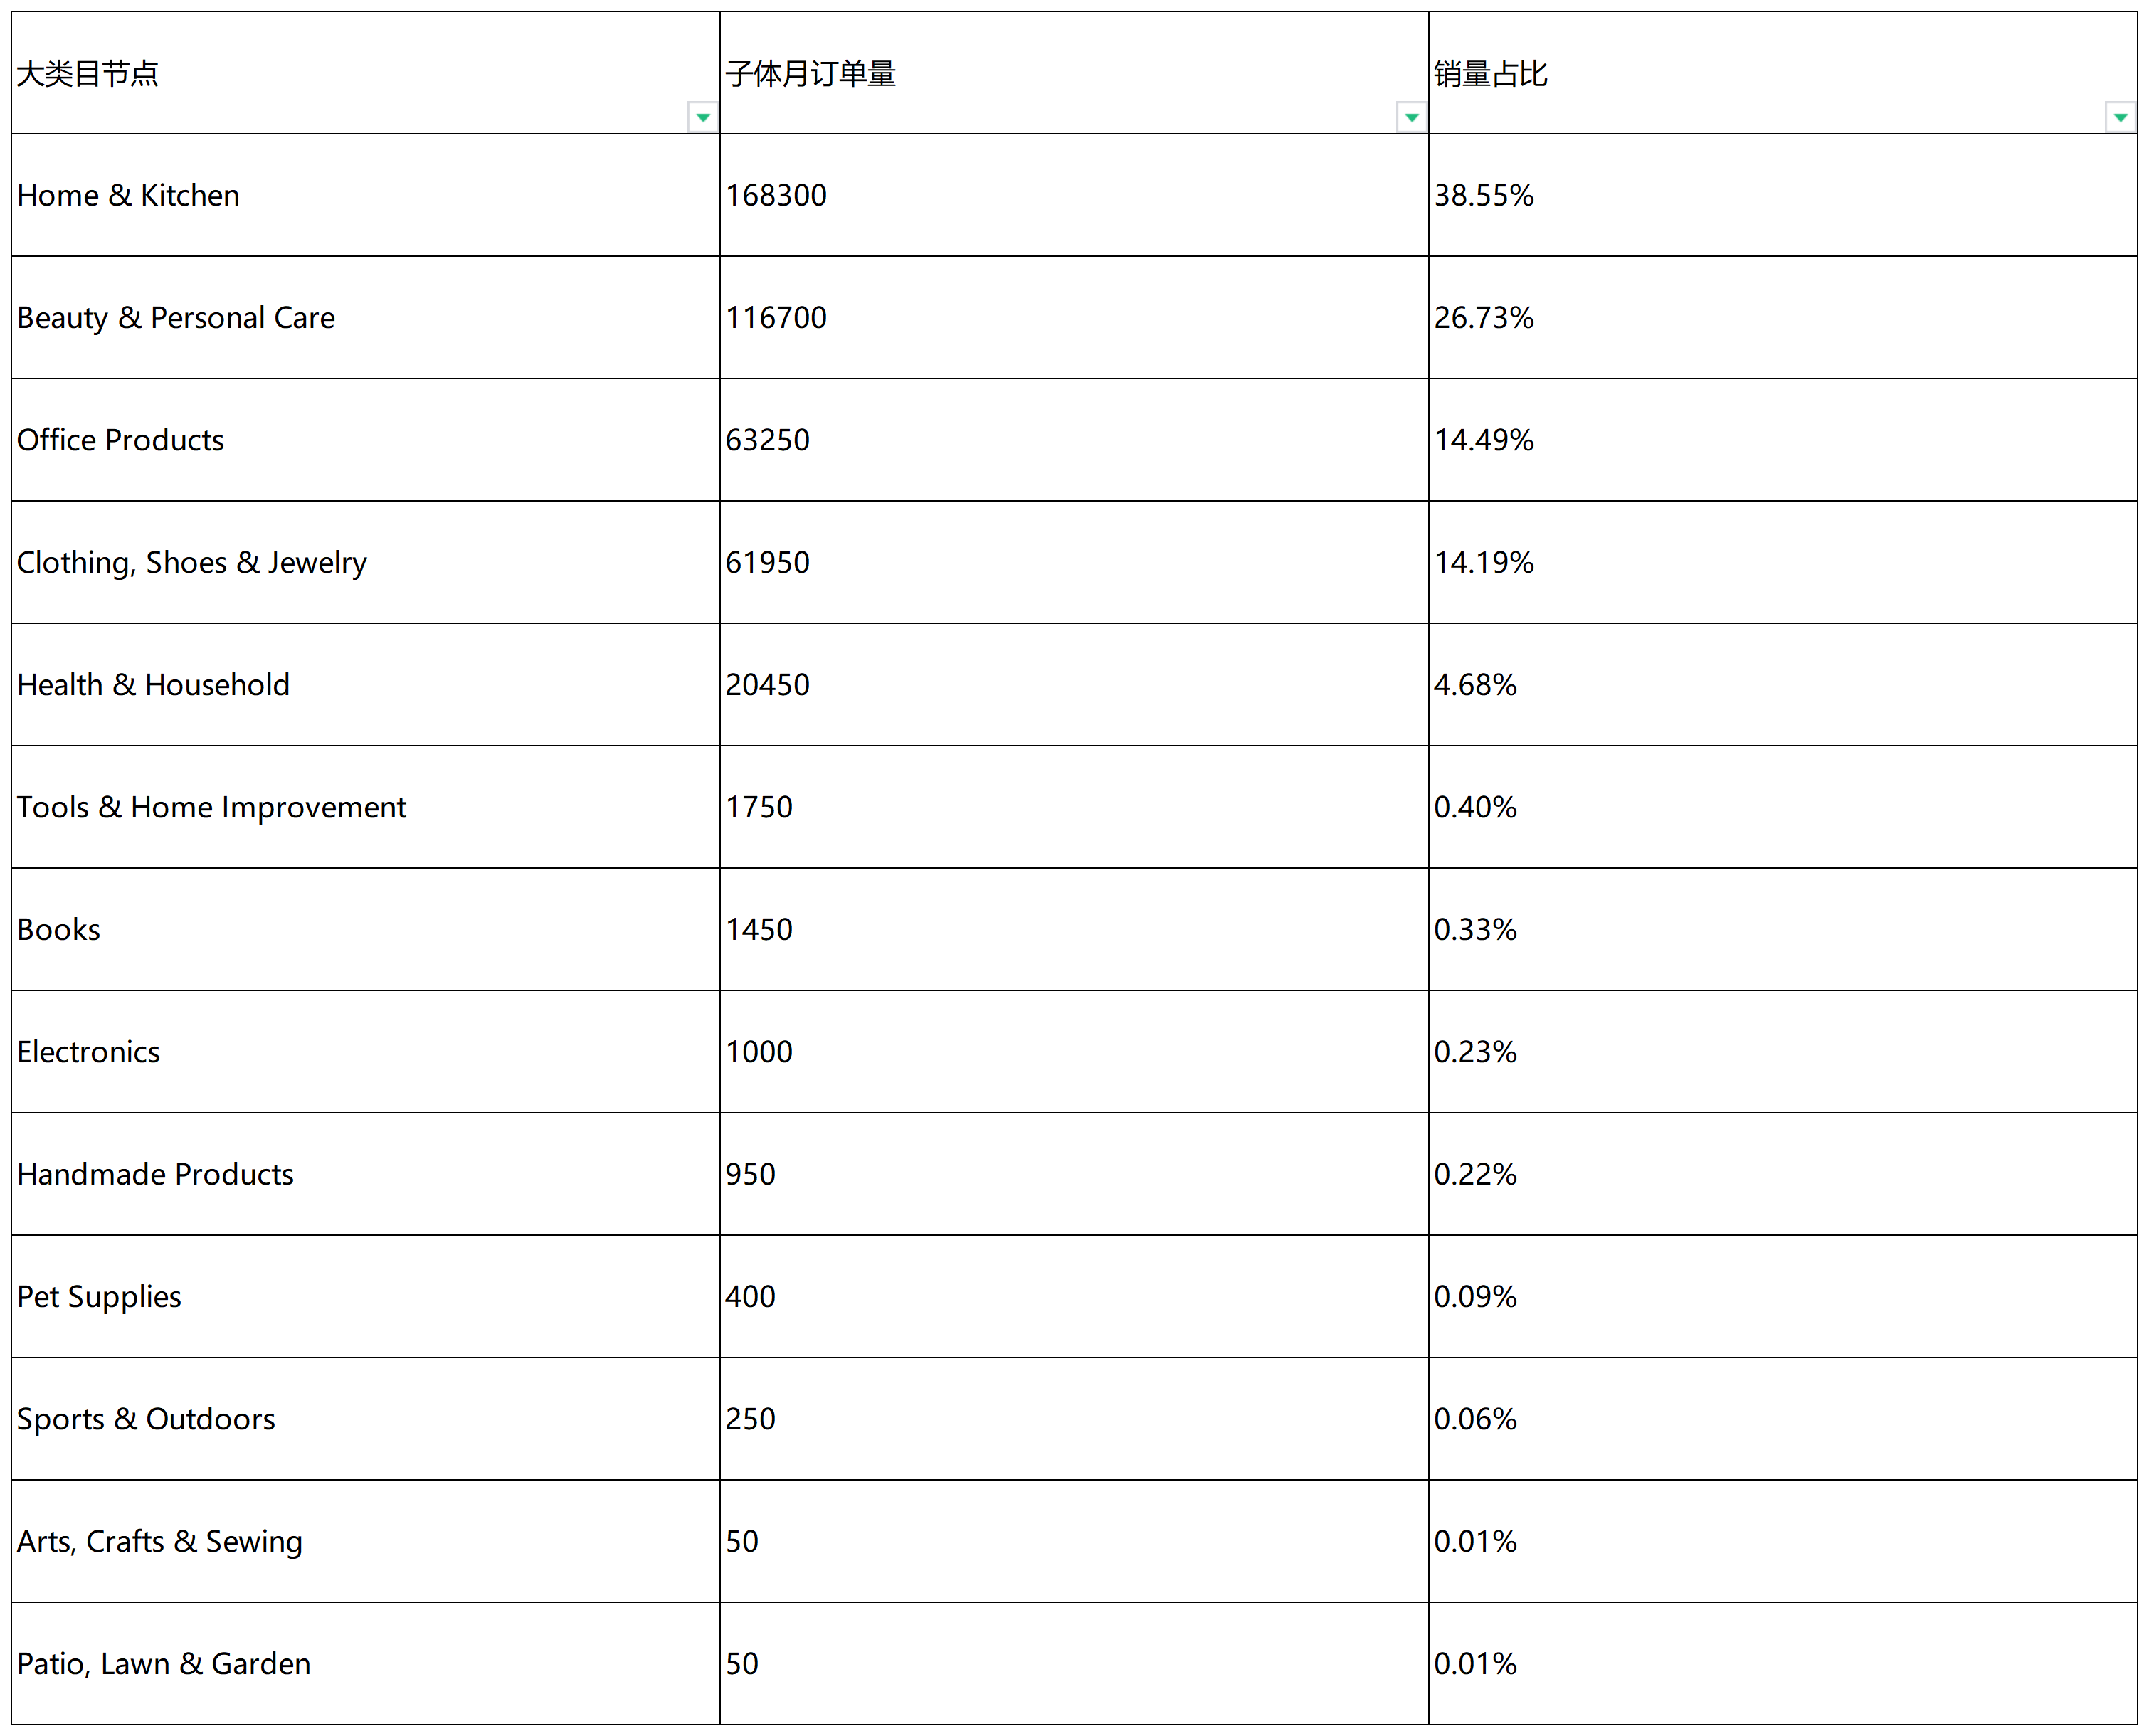 大类目节点 子体月订单量 销量占比
Home & Kitchen 168300 38.55%
Beauty & Personal Care 116700 26.73%
Office Products 63250 14.49%
Clothing, Shoes & Jewelry 61950 14.19%
Health & Household 20450 4.68%
Tools & Home Improvement 1750 0.40%
Books 1450 0.33%
Electronics 1000 0.23%
Handmade Products 950 0.22%
Pet Supplies 400 0.09%
Sports & Outdoors 250 0.06%
Arts, Crafts & Sewing 50 0.01%
Patio, Lawn & Garden 50 0.01%